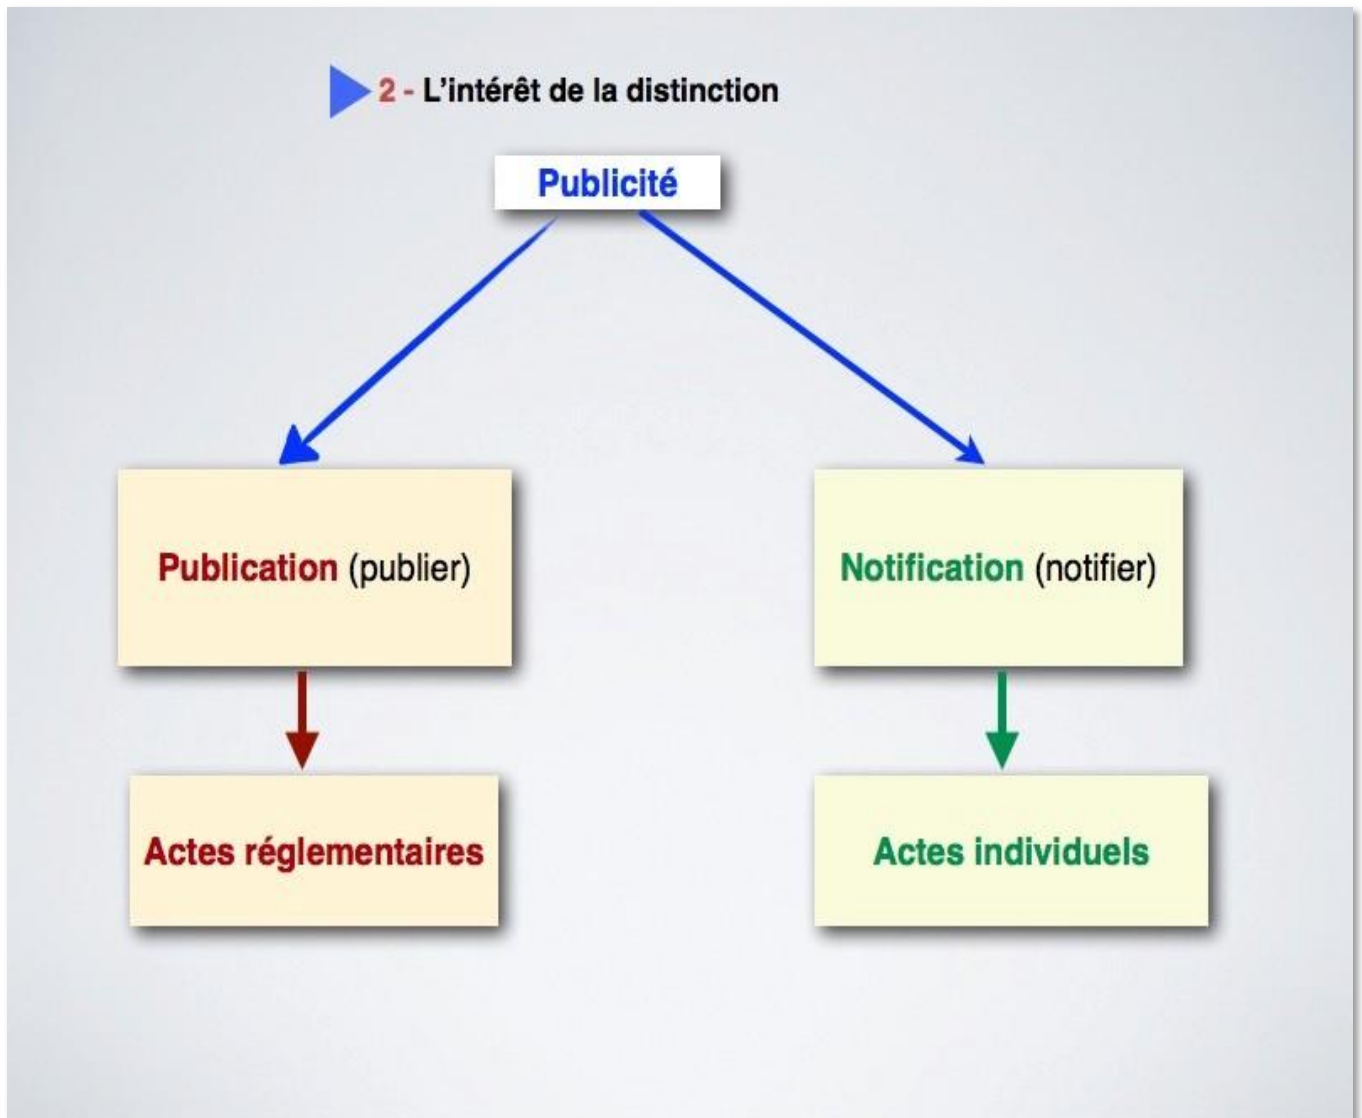 2 - L'intérêt de la distinction
Publicité
Publication (publier)
Notification (notifier)
Actes réglementaires
Actes individuels